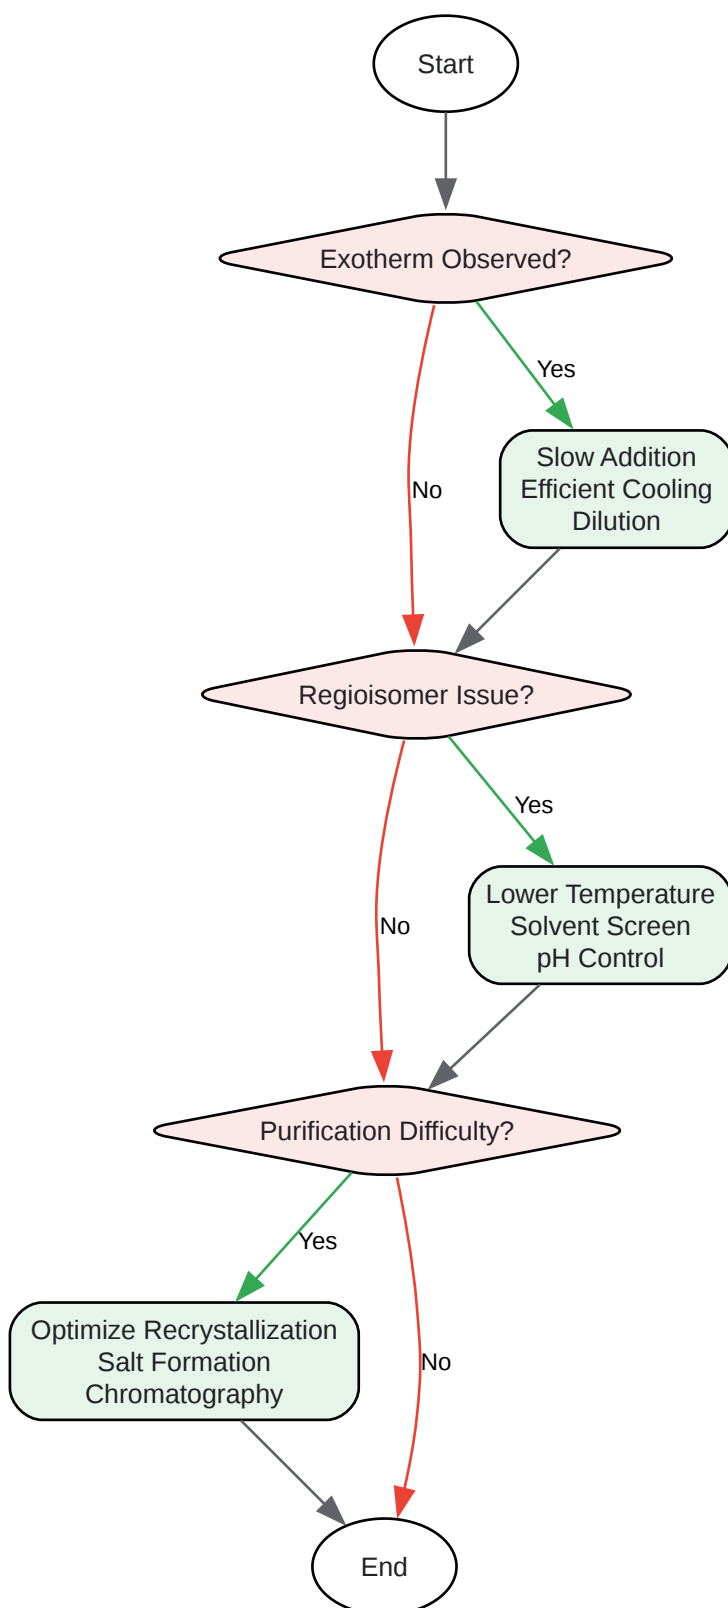 Start
Exotherm Observed?
Yes
Slow Addition
Efficient Cooling
Dilution
No
Regioisomer Issue?
Yes
Lower Temperature
Solvent Screen
pH Control
No
Purification Difficulty?
Yes
Optimize Recrystallization
Salt Formation
Chromatography
No
End